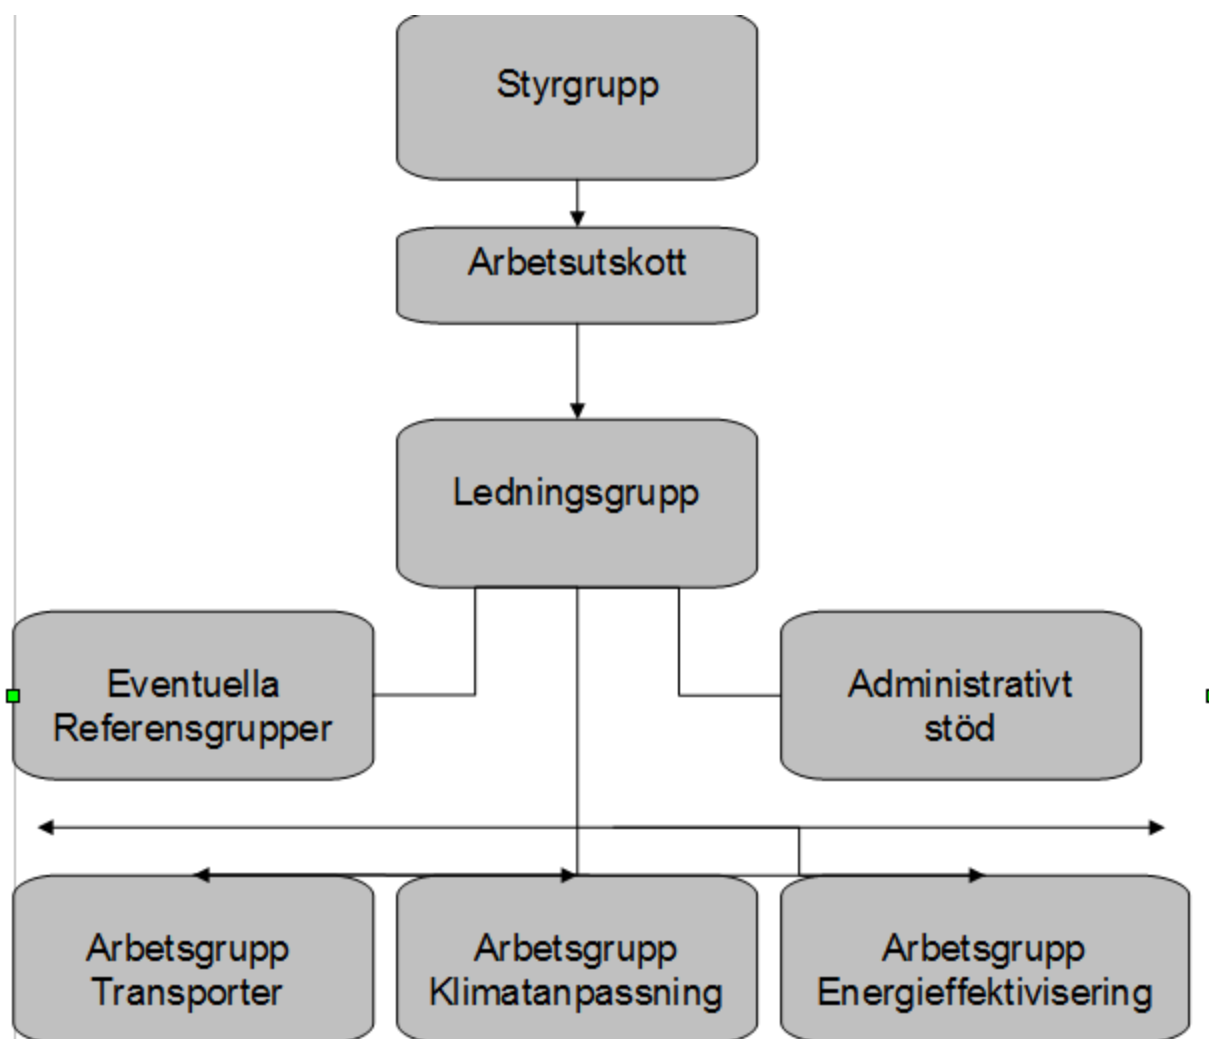 Styrgrupp
Arbetsutskott
Ledningsgrupp
Eventuella
Referensgrupper
Administrativt
stöd
Arbetsgrupp
Transporter
Arbetsgrupp
Klimatanpassning
Arbetsgrupp
Energieffektivisering